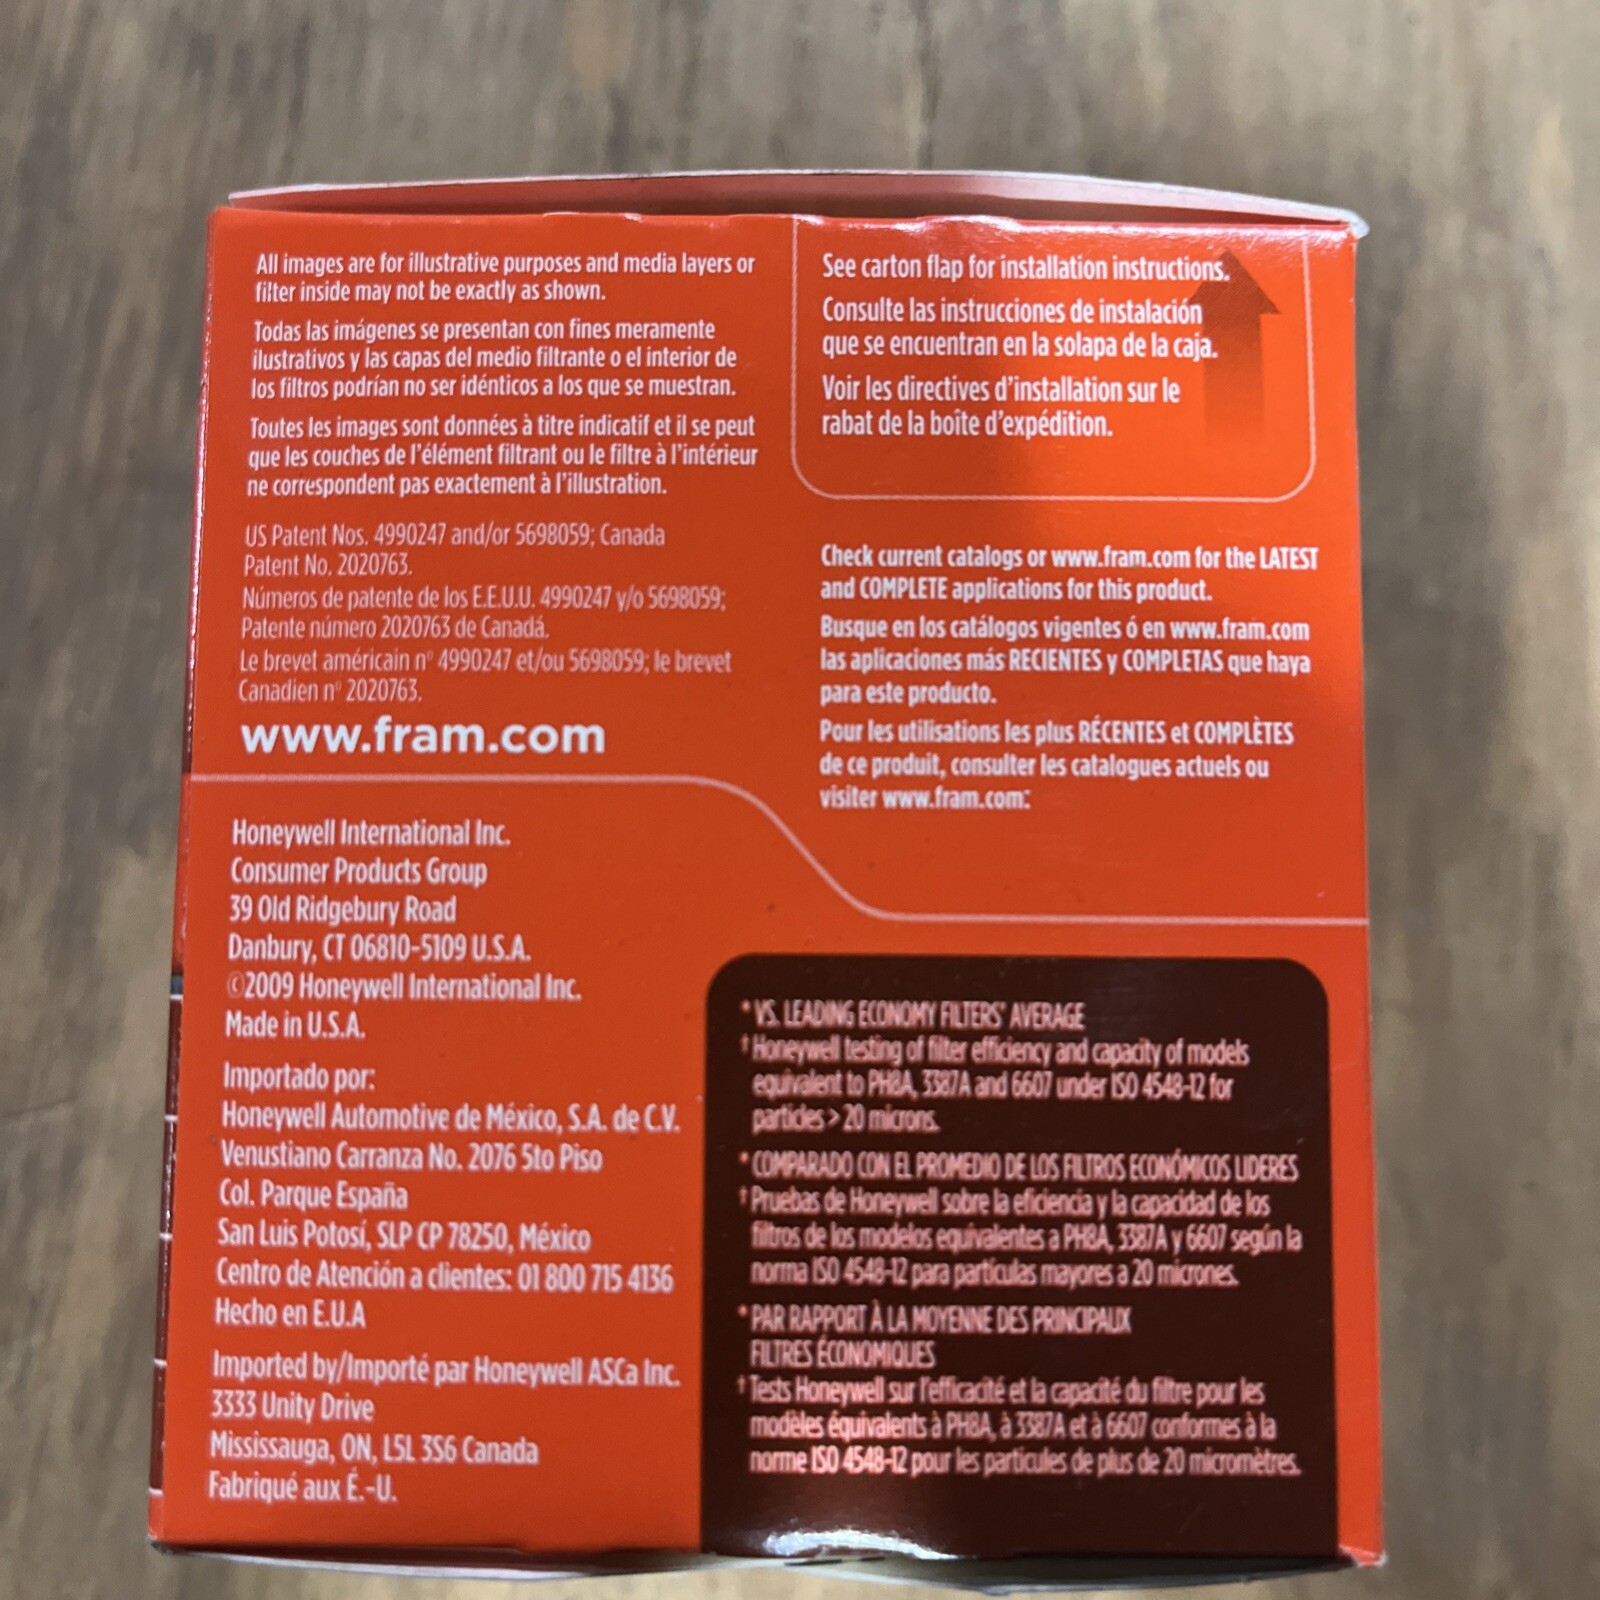 All images are for illustrative purposes and media layers or
filter inside may not be exactly as shown.
Todas las imágenes se presentan con fines meramente
ilustrativos y las capas del medio filtrante o el interior de
los filtros podrían no ser idénticos a los que se muestran.
Toutes les images sont données à titre indicatif et il se peut
que les couches de l'élément filtrant ou le filtre à l'intérieur
ne correspondent pas exactement à l'illustration.
US Patent Nos. 4990247 and/or 5698059; Canada
Patent No. 2020763.
Números de patente de los E.E.U.U. 4990247 y/o 5698059;
Patente número 2020763 de Canadá.
Le brevet américain nº 4990247 et/ou 5698059; le brevet
Canadien nº 2020763.
www.fram.com
See carton flap for installation instructions.
Consulte las instrucciones de instalación
que se encuentran en la solapa de la caja.
Voir les directives d'installation sur le
rabat de la boîte d'expédition.
Check current catalogs or www.fram.com for the LATEST
and COMPLETE applications for this product.
Busque en los catálogos vigentes ó en www.fram.com
las aplicaciones más RECIENTES y COMPLETAS que haya
para este producto.
Pour les utilisations les plus RÉCENTES et COMPLÈTES
de ce produit, consulter les catalogues actuels ou
visiter www.fram.com:
Honeywell International Inc.
Consumer Products Group
39 Old Ridgebury Road
Danbury, CT 06810-5109 U.S.A.
©2009 Honeywell International Inc.
Made in U.S.A.
Importado por:
Honeywell Automotive de México, S.A. de C.V.
Venustiano Carranza No. 2076 5to Piso
Col. Parque España
San Luis Potosí, SLP CP 78250, México
Centro de Atención a clientes: 01 800 715 4136
Hecho en E.U.A
Imported by/Importé par Honeywell ASCa Inc.
3333 Unity Drive
Mississauga, ON, L5L 3S6 Canada
Fabriqué aux É.-U.
* VS. LEADING ECONOMY FILTERS' AVERAGE
† Honeywell testing of filter efficiency and capacity of models
equivalent to PH8A, 3387A and 6607 under ISO 4548-12 for
particles > 20 microns.
* COMPARADO CON EL PROMEDIO DE LOS FILTROS ECONÓMICOS LIDERES
† Pruebas de Honeywell sobre la eficiencia y la capacidad de los
filtros de los modelos equivalentes a PH8A, 3387A y 6607 según la
norma ISO 4548-12 para partículas mayores a 20 micrones.
* PAR RAPPORT À LA MOYENNE DES PRINCIPAUX
FILTRES ÉCONOMIQUES
† Tests Honeywell sur l'efficacité et la capacité du filtre pour les
modèles équivalents à PH8A, à 3387A et à 6607 conformes à la
norme ISO 4548-12 pour les particules de plus de 20 micromètres.